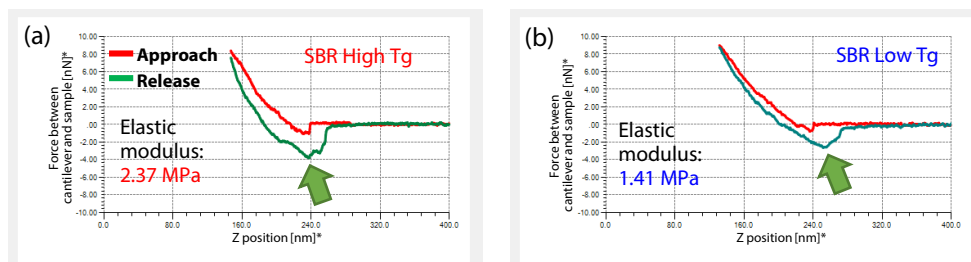 (a)
10.00
8.00
6.00
4.00
2.00
.00
-2.00
-4.00
-6.00
-8.00
-10.00
Force between
cantilever and sample [nN]*
Approach
Release
SBR High Tg
Elastic
modulus:
2.37 MPa
0.0
80.0
160.0
240.0
320.0
400.0
Z position [nm]*
(b)
10.00
8.00
6.00
4.00
2.00
.00
-2.00
-4.00
-6.00
-8.00
-10.00
Force between
cantilever and sample [nN]*
SBR Low Tg
Elastic
modulus:
1.41 MPa
0.0
80.0
160.0
240.0
320.0
400.0
Z position [nm]*